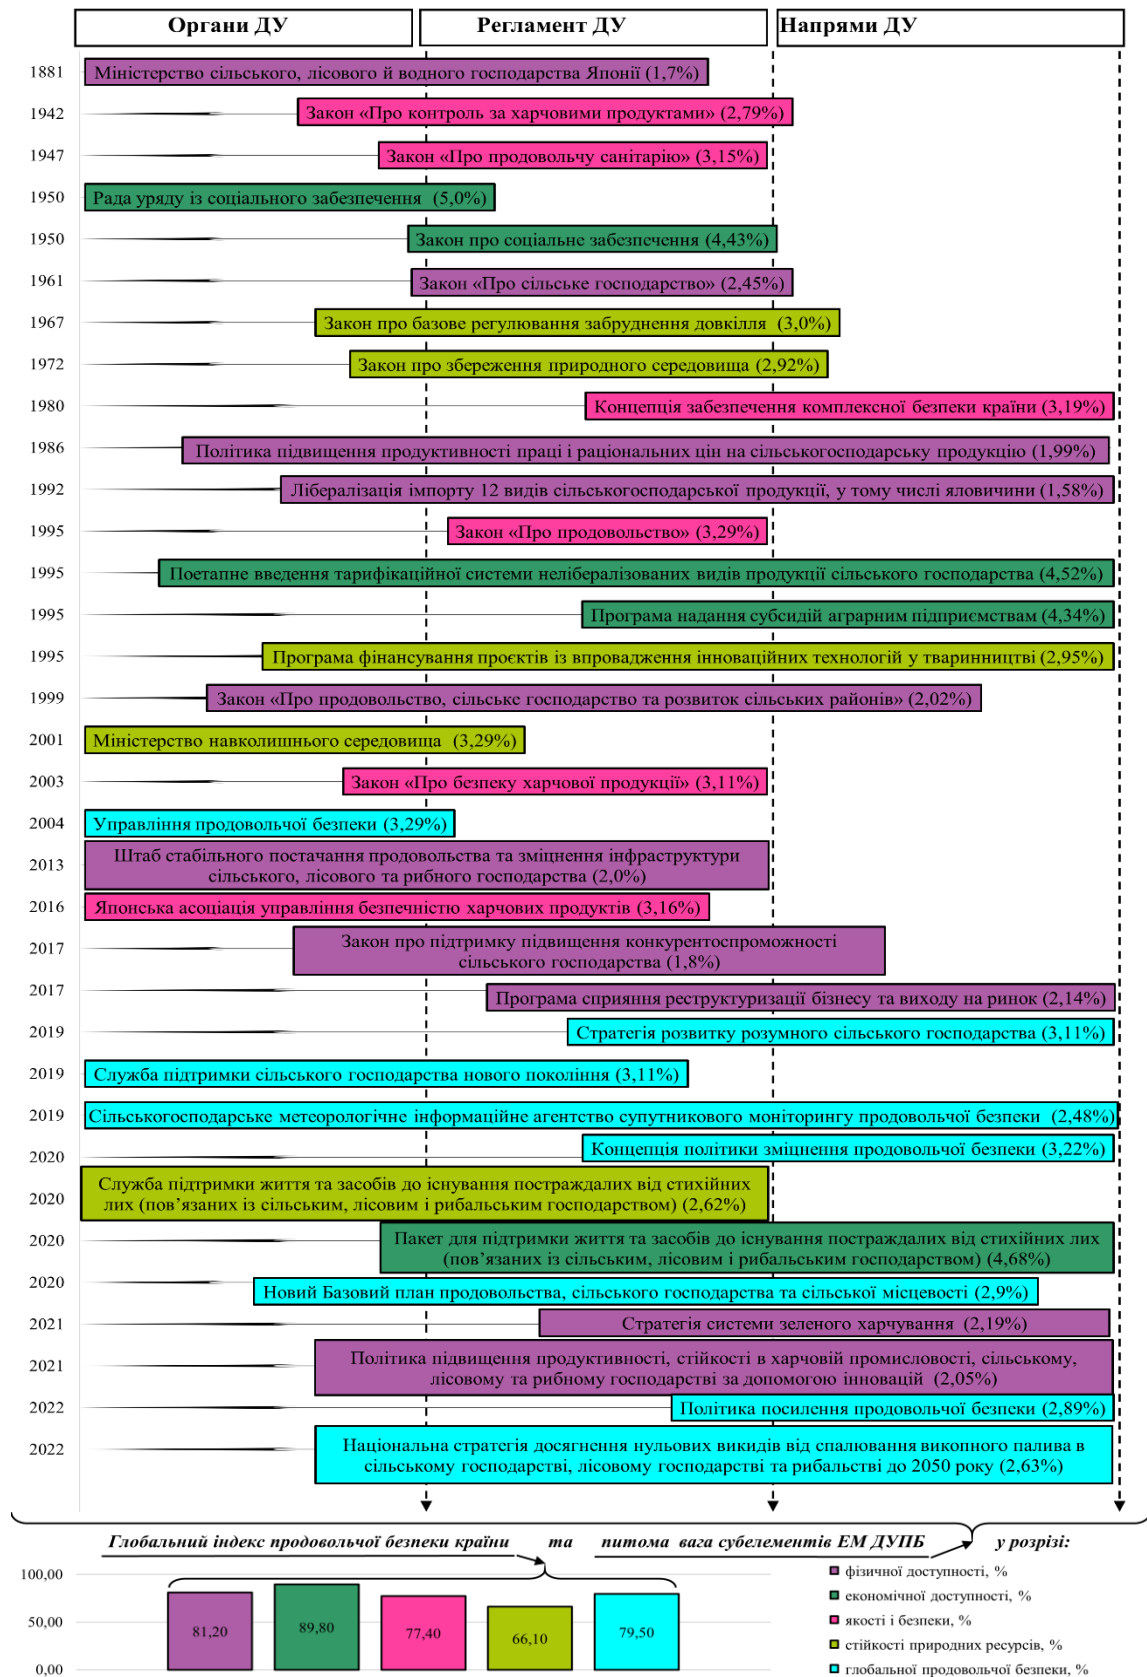 Органи ДУ
Регламент ДУ
Напрями ДУ
1881
Міністерство сільського, лісового й водного господарства Японії (1,7%)
1942
Закон «Про контроль за харчовими продуктами» (2,79%)
1947
Закон «Про продовольчу санітарію» (3,15%)
1950
Рада уряду із соціального забезпечення (5,0%)
1950
Закон про соціальне забезпечення (4,43%)
1961
Закон «Про сільське господарство» (2,45%)
1967
Закон про базове регулювання забруднення довкілля (3,0%)
1972
Закон про збереження природного середовища (2,92%)
1980
Концепція забезпечення комплексної безпеки країни (3,19%)
1986
Політика підвищення продуктивності праці і раціональних цін на сільськогосподарську продукцію (1,99%)
1992
Лібералізація імпорту 12 видів сільськогосподарської продукції, у тому числі яловичини (1,58%)
1995
Закон «Про продовольство» (3,29%)
1995
Поетапне введення тарифікаційної системи нелібералізованих видів продукції сільського господарства (4,52%)
1995
Програма надання субсидій аграрним підприємствам (4,34%)
1995
Програма фінансування проєктів із впровадження інноваційних технологій у тваринництві (2,95%)
1999
Закон «Про продовольство, сільське господарство та розвиток сільських районів» (2,02%)
2001
Міністерство навколишнього середовища (3,29%)
2003
Закон «Про безпеку харчової продукції» (3,11%)
2004
Управління продовольчої безпеки (3,29%)
2013
Штаб стабільного постачання продовольства та зміцнення інфраструктури
сільського, лісового та рибного господарства (2,0%)
2016
Японська асоціація управління безпечністю харчових продуктів (3,16%)
2017
Закон про підтримку підвищення конкурентоспроможності
сільського господарства (1,8%)
2017
Програма сприяння реструктуризації бізнесу та виходу на ринок (2,14%)
2019
Стратегія розвитку розумного сільського господарства (3,11%)
2019
Служба підтримки сільського господарства нового покоління (3,11%)
2019
Сільськогосподарське метеорологічне інформаційне агентство супутникового моніторингу продовольчої безпеки (2,48%)
2020
Концепція політики зміцнення продовольчої безпеки (3,22%)
2020
Служба підтримки життя та засобів до існування постраждалих від стихійних
лих (пов’язаних із сільським, лісовим і рибальським господарством) (2,62%)
2020
Пакет для підтримки життя та засобів до існування постраждалих від стихійних лих
(пов’язаних із сільським, лісовим і рибальським господарством) (4,68%)
2020
Новий Базовий план продовольства, сільського господарства та сільської місцевості (2,9%)
2021
Стратегія системи зеленого харчування (2,19%)
2021
Політика підвищення продуктивності, стійкості в харчовій промисловості, сільському,
лісовому та рибному господарстві за допомогою інновацій (2,05%)
2022
Політика посилення продовольчої безпеки (2,89%)
2022
Національна стратегія досягнення нульових викидів від спалювання викопного палива в
сільському господарстві, лісовому господарстві та рибальстві до 2050 року (2,63%)
Глобальний індекс продовольчої безпеки країни та питома вага субелементів ЕМ ДУПБ у розрізі:
100,00
50,00
0,00
81,20
89,80
77,40
66,10
79,50
фізичної доступності, %
економічної доступності, %
якості і безпеки, %
стійкості природних ресурсів, %
глобальної продовольчої безпеки, %